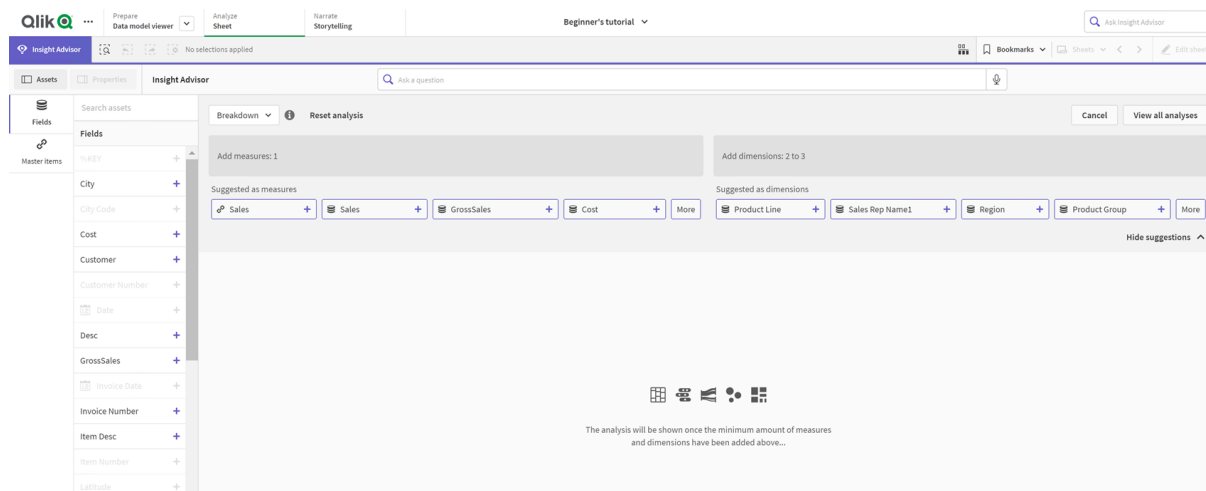 Qlik
Prepare
Data model viewer
Analyze
Sheet
Narrate
Storytelling
Beginner's tutorial
Ask Insight Advisor
Insight Advisor
No selections applied
Bookmarks
Sheets
Edit shee
Assets
Properties
Insight Advisor
Ask a question
Fields
Master items
Search assets
Fields
%KEY
City
City Code
Cost
Customer
Customer Number
Date
Desc
GrossSales
Invoice Date
Invoice Number
Item Desc
Item Number
Latitude
Breakdown
Reset analysis
Cancel
View all analyses
Add measures: 1
Add dimensions: 2 to 3
Suggested as measures
Sales
Sales
GrossSales
Cost
More
Suggested as dimensions
Product Line
Sales Rep Name1
Region
Product Group
More
Hide suggestions
The analysis will be shown once the minimum amount of measures
and dimensions have been added above...